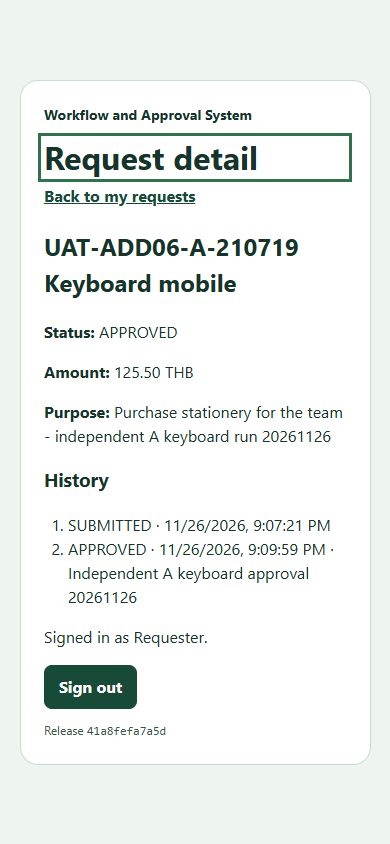 Workflow and Approval System
Request detail
Back to my requests
UAT-ADD06-A-210719
Keyboard mobile
Status: APPROVED
Amount: 125.50 THB
Purpose: Purchase stationery for the team
- independent A keyboard run 20261126
History
1. SUBMITTED · 11/26/2026, 9:07:21 PM
2. APPROVED · 11/26/2026, 9:09:59 PM ·
Independent A keyboard approval
20261126
Signed in as Requester.
Sign out
Release 41a8fefa7a5d